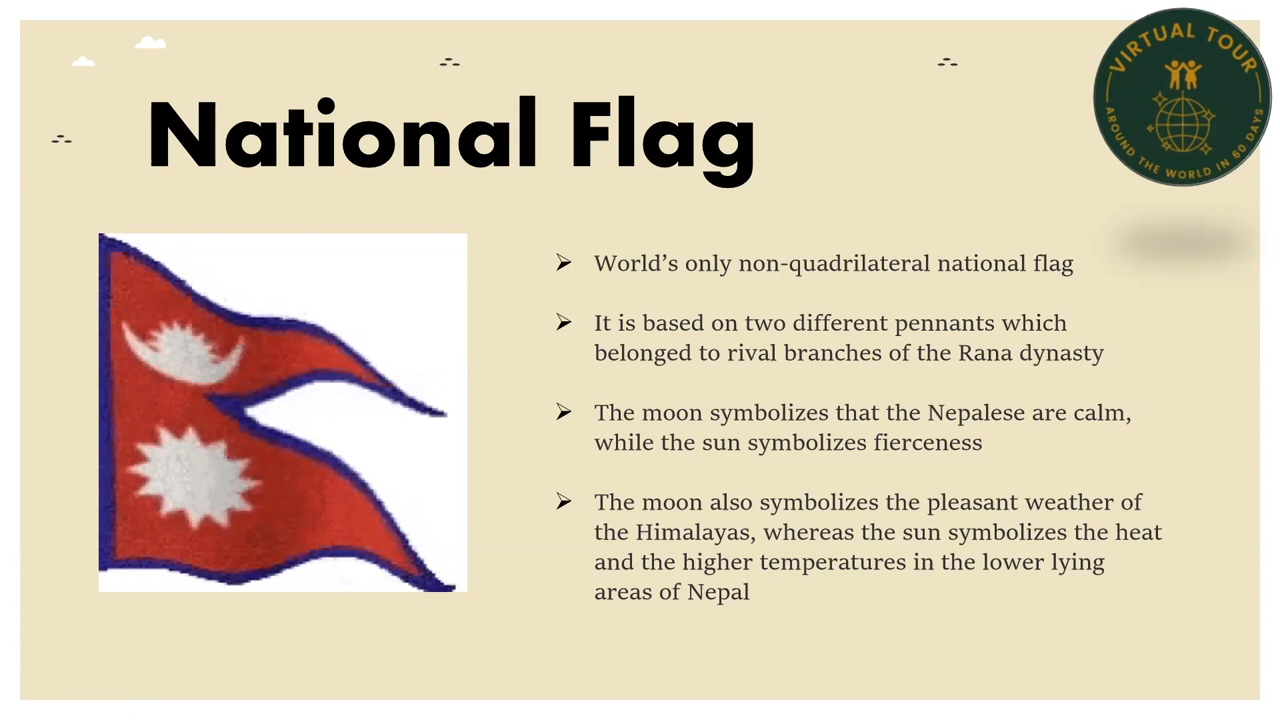 VIRTUAL TOUR
AROUND THE WORLD IN 60 DAYS
National Flag
World’s only non-quadrilateral national flag
It is based on two different pennants which
belonged to rival branches of the Rana dynasty
The moon symbolizes that the Nepalese are calm,
while the sun symbolizes fierceness
The moon also symbolizes the pleasant weather of
the Himalayas, whereas the sun symbolizes the heat
and the higher temperatures in the lower lying
areas of Nepal